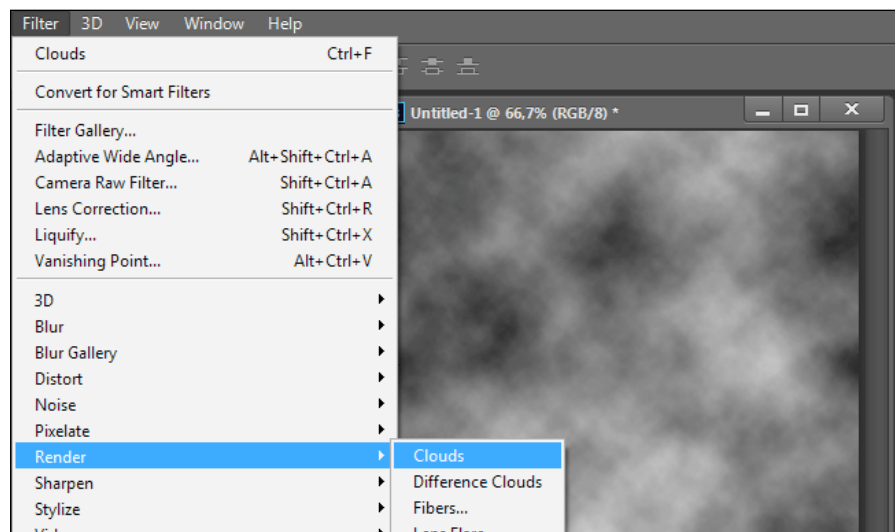 Filter 3D View Window Help
Clouds Ctrl+F
Convert for Smart Filters
Untitled-1 @ 66,7% (RGB/8) *
Filter Gallery...
Adaptive Wide Angle... Alt+Shift+Ctrl+A
Camera Raw Filter... Shift+Ctrl+A
Lens Correction... Shift+Ctrl+R
Liquify... Shift+Ctrl+X
Vanishing Point... Alt+Ctrl+V
3D
Blur
Blur Gallery
Distort
Noise
Pixelate
Render Clouds
Sharpen Difference Clouds
Stylize Fibers...